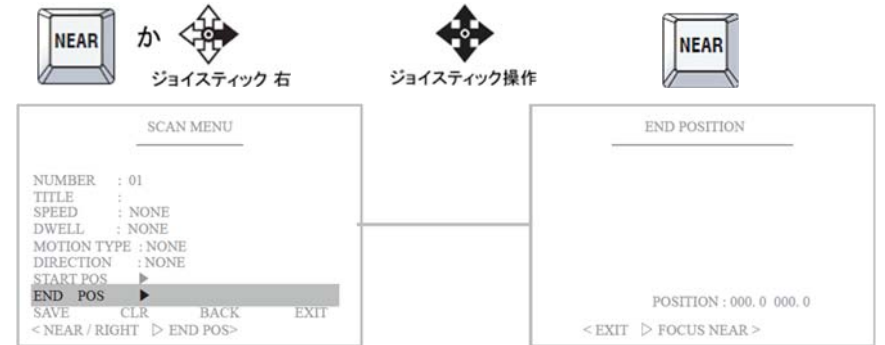 NEAR
か
ジョイスティック 右
ジョイスティック操作
NEAR
SCAN MENU
NUMBER : 01
TITLE :
SPEED : NONE
DWELL : NONE
MOTION TYPE : NONE
DIRECTION : NONE
START POS ▶
END POS ▶
SAVE CLR BACK EXIT
< NEAR / RIGHT ▷ END POS>
END POSITION
POSITION : 000. 0 000. 0
< EXIT ▷ FOCUS NEAR >